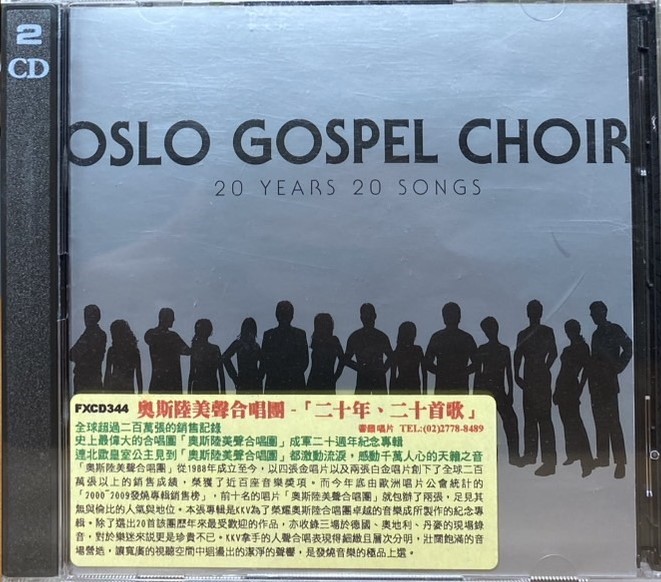 2
CD
OSLO GOSPEL CHOIR
20 YEARS 20 SONGS
FXCD344 奧斯陸美聲合唱團-「二十年、二十首歌」
全球超過二百萬張的銷售記錄
唱片 TEL:(02)2778-8489
史上最偉大的合唱團「奧斯陸美聲合唱團」成軍二十週年紀念專輯
連北歐皇室公主見到「奧斯陸美聲合唱團」都激動流淚，感動千萬人心的天籟之音
「奧斯陸美聲合唱團」從1988年成立至今，以四張金唱片以及兩張白金唱片創下了全球二百
萬張以上的銷售成績，榮獲了近百座音樂獎項。而今年底由歐洲唱片公會統計的
「2000~2009發燒專輯銷售榜」，前十名的唱片「奧斯陸美聲合唱團」就包辦了兩張，足見其
無與倫比的人氣與地位。本張專輯是KKV為了榮耀奧斯陸合唱團卓越的音樂成所製作的紀念專
輯。除了選出20首該團歷年來最受歡迎的作品，亦收錄三場於德國、奧地利、丹麥的現場錄
音，對於樂迷來說更是珍貴不已。KKV拿手的人聲合唱表現得細緻且層次分明，壯闊飽滿的音
場營造，讓寬廣的視聽空間中迴盪出的潔淨的聲響，是發燒音樂的極品上選。